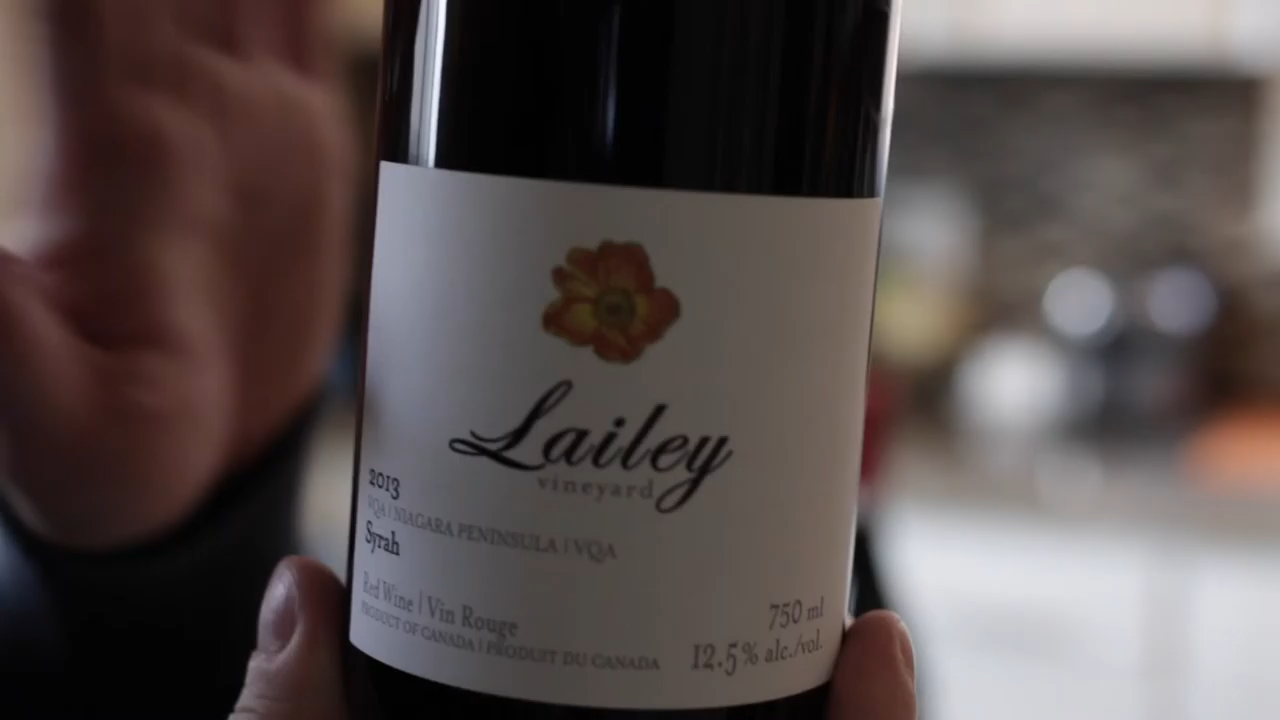 Lailey
vineyard
2013
VQA | NIAGARA PENINSULA | VQA
Syrah
Red Wine | Vin Rouge
PRODUCT OF CANADA | PRODUIT DU CANADA
750 ml
12.5% alc./vol.